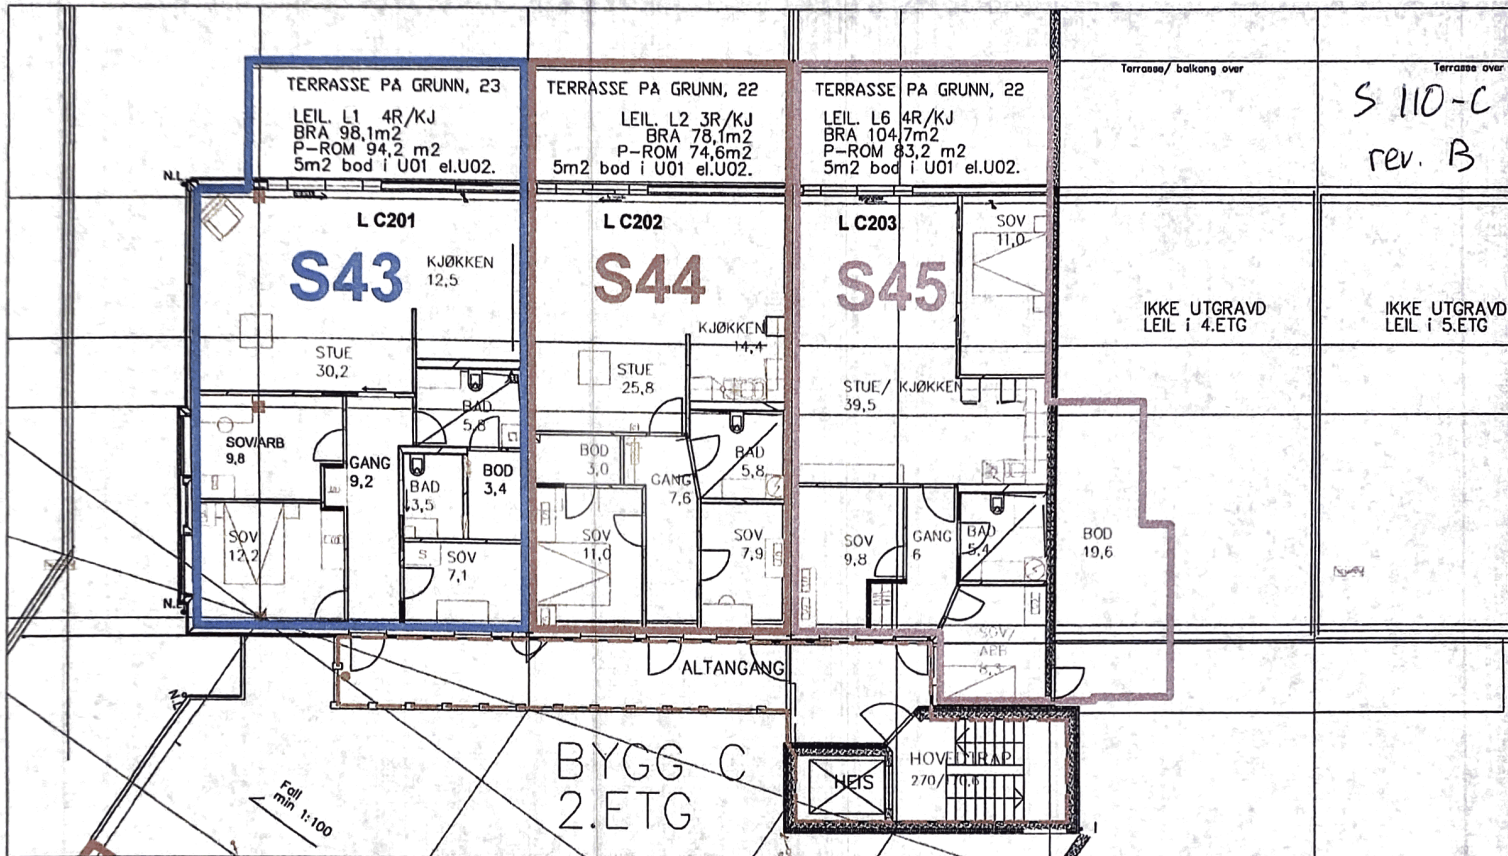 Terrasse/ balkong over
Terrasse over
S 110-C
rev. B
TERRASSE PÅ GRUNN, 23
LEIL. L1 4R/KJ
BRA 98,1m2
P-ROM 94,2 m2
5m2 bod i U01 el.U02.
TERRASSE PÅ GRUNN, 22
LEIL. L2 3R/KJ
BRA 78,1m2
P-ROM 74,6m2
5m2 bod i U01 el.U02.
TERRASSE PÅ GRUNN, 22
LEIL. L6 4R/KJ
BRA 104,7m2
P-ROM 83,2 m2
5m2 bod i U01 el.U02.
L C201
S43
KJØKKEN
12,5
STUE
30,2
BAD
5,8
SOV/ARB
9,8
GANG
9,2
BAD
3,5
BOD
3,4
SOV
12,2
S
SOV
7,1
L C202
S44
KJØKKEN
14,4
STUE
25,8
BOD
3,0
GANG
7,6
BAD
5,8
SOV
11,0
SOV
7,9
L C203
S45
SOV
11,0
STUE/ KJØKKEN
39,5
SOV
9,8
GANG
6
BAD
5,4
SOV/
ARB
8,3
BOD
19,6
IKKE UTGRAVD
LEIL i 4.ETG
IKKE UTGRAVD
LEIL i 5.ETG
ALTANGANG
BYGG C
2.ETG
HEIS
HOVEDTRAP
Fall
min 1:100